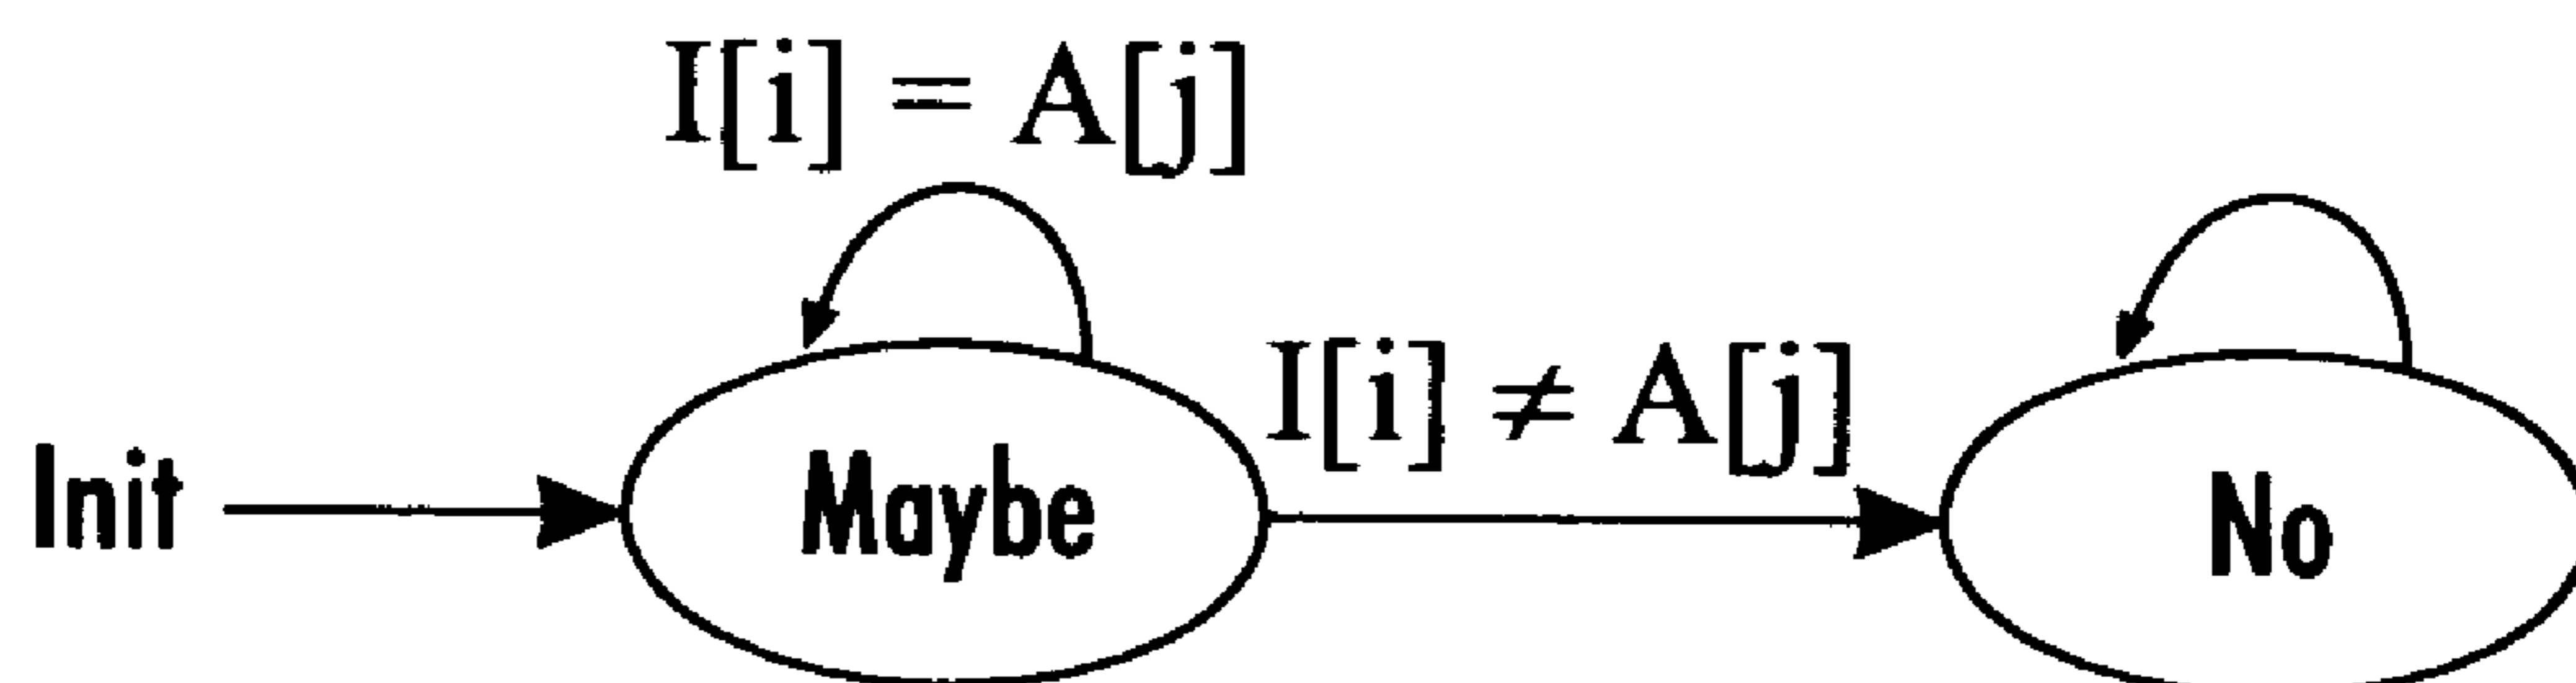 I[i] = A[j]
I[i] ≠ A[j]
Init
Maybe
No